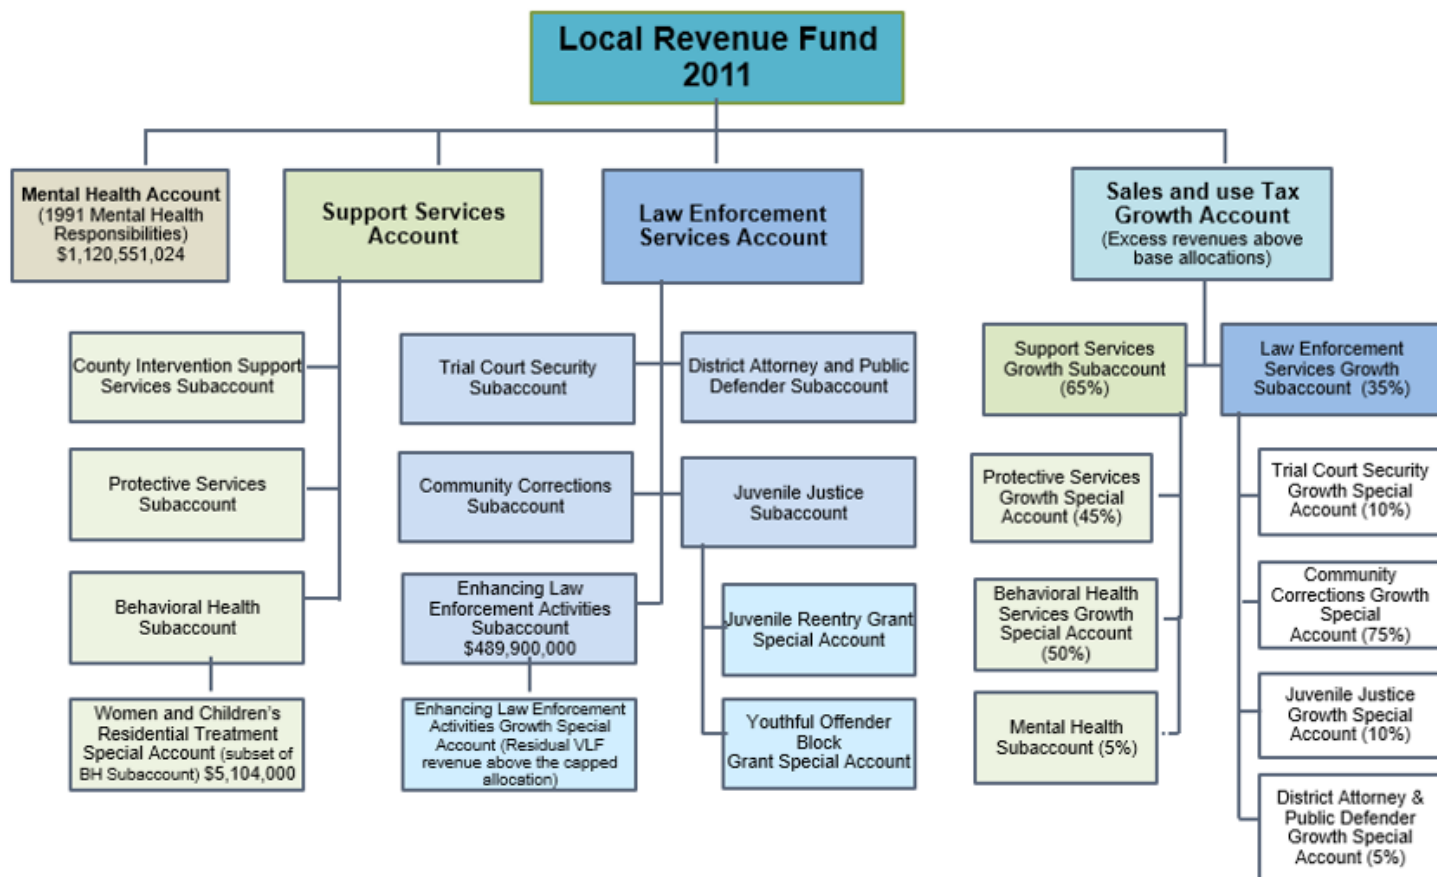 Local Revenue Fund
2011
Mental Health Account
(1991 Mental Health
Responsibilities)
$1,120,551,024
Support Services
Account
Law Enforcement
Services Account
Sales and use Tax
Growth Account
(Excess revenues above
base allocations)
County Intervention Support
Services Subaccount
Protective Services
Subaccount
Behavioral Health
Subaccount
Women and Children's
Residential Treatment
Special Account (subset of
BH Subaccount) $5,104,000
Trial Court Security
Subaccount
District Attorney and Public
Defender Subaccount
Community Corrections
Subaccount
Juvenile Justice
Subaccount
Enhancing Law
Enforcement Activities
Subaccount
$489,900,000
Enhancing Law Enforcement
Activities Growth Special
Account (Residual VLF
revenue above the capped
allocation)
Juvenile Reentry Grant
Special Account
Youthful Offender
Block
Grant Special Account
Support Services
Growth Subaccount
(65%)
Law Enforcement
Services Growth
Subaccount (35%)
Protective Services
Growth Special
Account (45%)
Behavioral Health
Services Growth
Special Account
(50%)
Mental Health
Subaccount (5%)
Trial Court Security
Growth Special
Account (10%)
Community
Corrections Growth
Special
Account (75%)
Juvenile Justice
Growth Special
Account (10%)
District Attorney &
Public Defender
Growth Special
Account (5%)